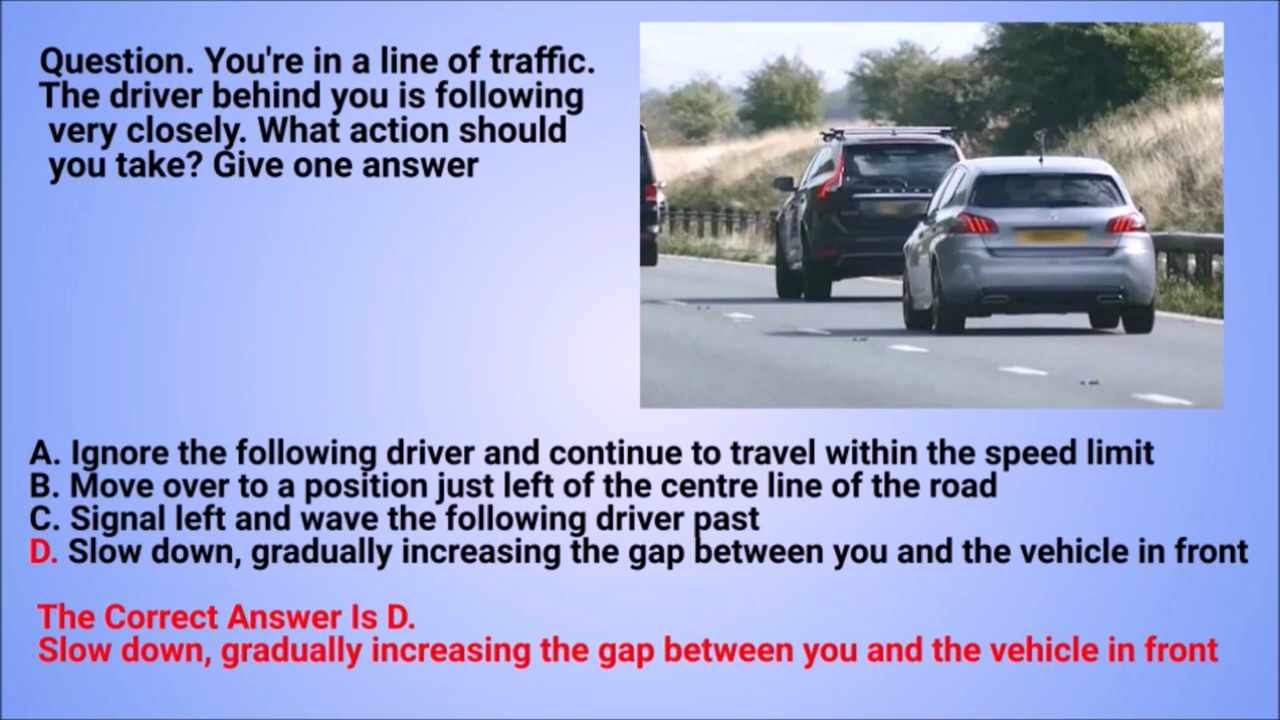 Question. You're in a line of traffic.
The driver behind you is following
very closely. What action should
you take? Give one answer
A. Ignore the following driver and continue to travel within the speed limit
B. Move over to a position just left of the centre line of the road
C. Signal left and wave the following driver past
D. Slow down, gradually increasing the gap between you and the vehicle in front
The Correct Answer Is D.
Slow down, gradually increasing the gap between you and the vehicle in front